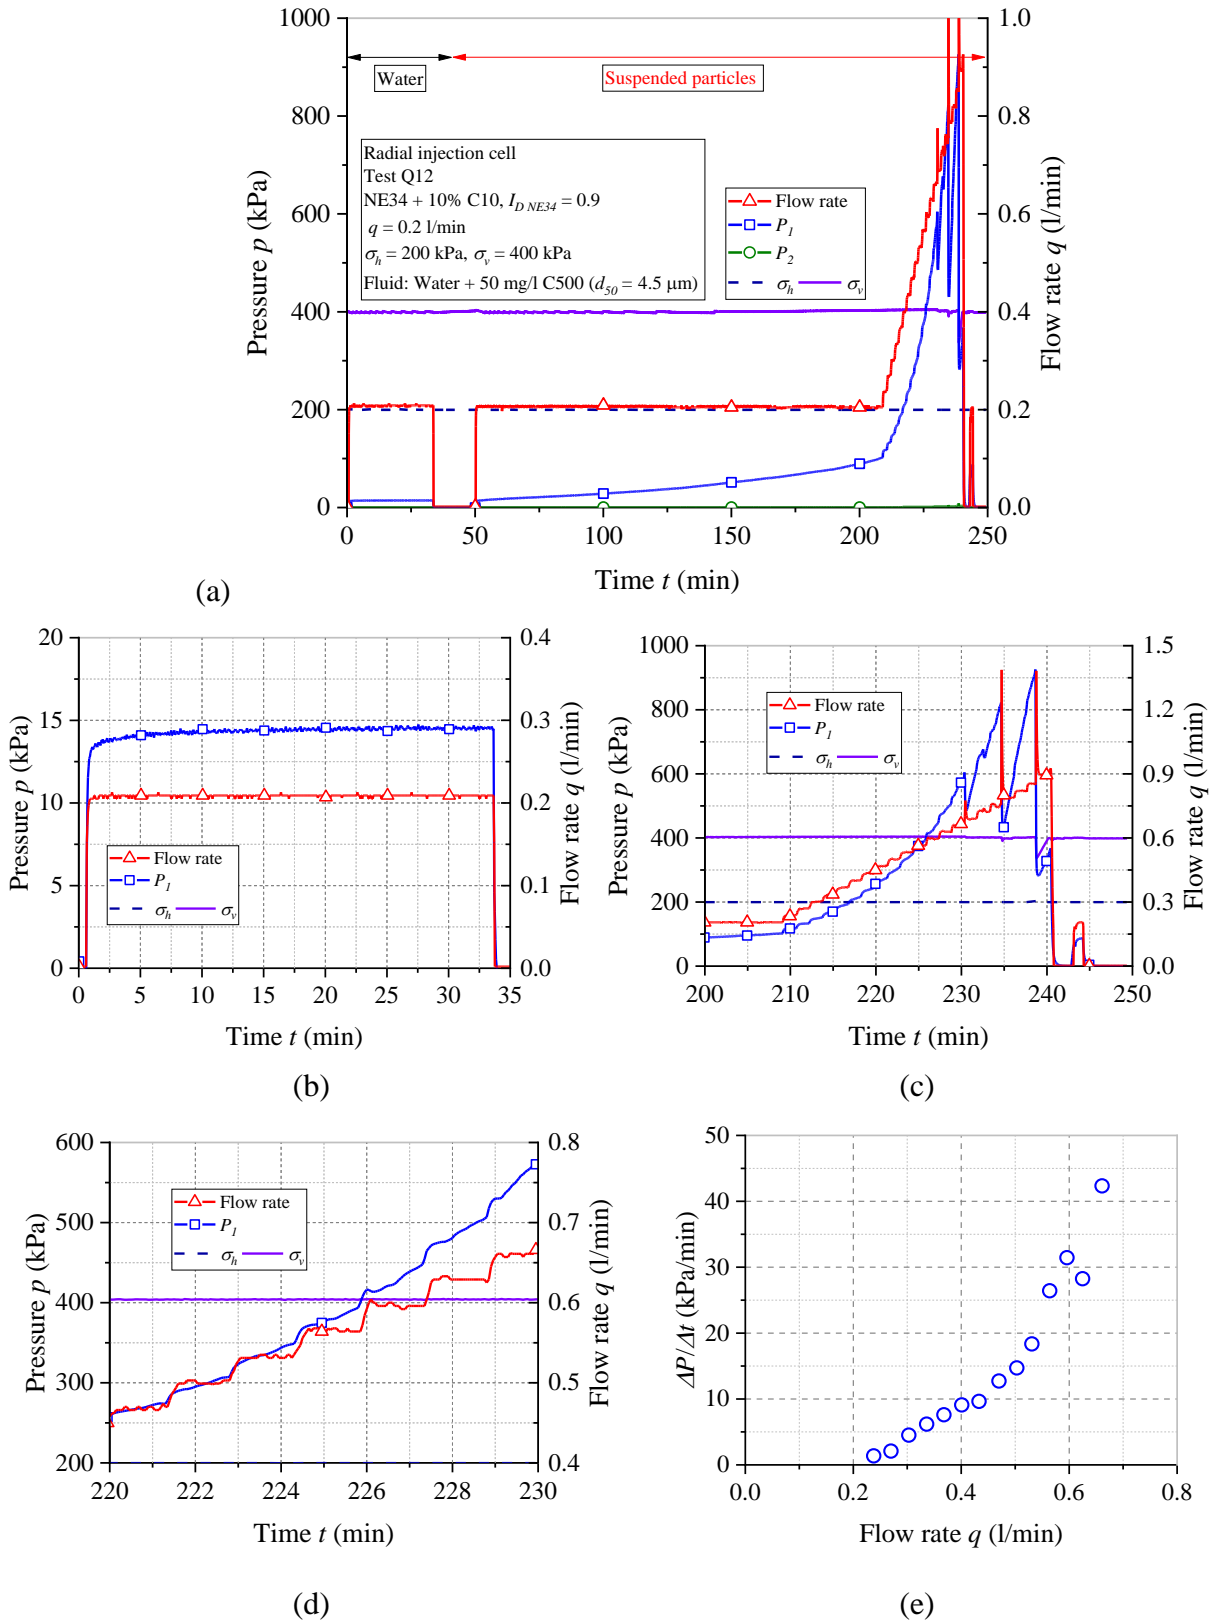 1000
800
600
400
200
0
Pressure p (kPa)
1.0
0.8
0.6
0.4
0.2
0.0
Flow rate q (l/min)
Water
Suspended particles
Radial injection cell
Test Q12
NE34 + 10% C10, I_D NE34 = 0.9
q = 0.2 l/min
σh = 200 kPa, σv = 400 kPa
Fluid: Water + 50 mg/l C500 (d50 = 4.5 μm)
Flow rate
P1
P2
σh σv
0 50 100 150 200 250
Time t (min)
(a)
20
15
10
5
0
Pressure p (kPa)
0.4
0.3
0.2
0.1
0.0
Flow rate q (l/min)
Flow rate
P1
σh σv
0 5 10 15 20 25 30 35
Time t (min)
(b)
1000
800
600
400
200
0
Pressure p (kPa)
1.5
1.2
0.9
0.6
0.3
0.0
Flow rate q (l/min)
Flow rate
P1
σh σv
200 210 220 230 240 250
Time t (min)
(c)
600
500
400
300
200
Pressure p (kPa)
0.8
0.7
0.6
0.5
0.4
Flow rate q (l/min)
Flow rate
P1
σh σv
220 222 224 226 228 230
Time t (min)
(d)
50
40
30
20
10
0
ΔP/Δt (kPa/min)
0.0 0.2 0.4 0.6 0.8
Flow rate q (l/min)
(e)